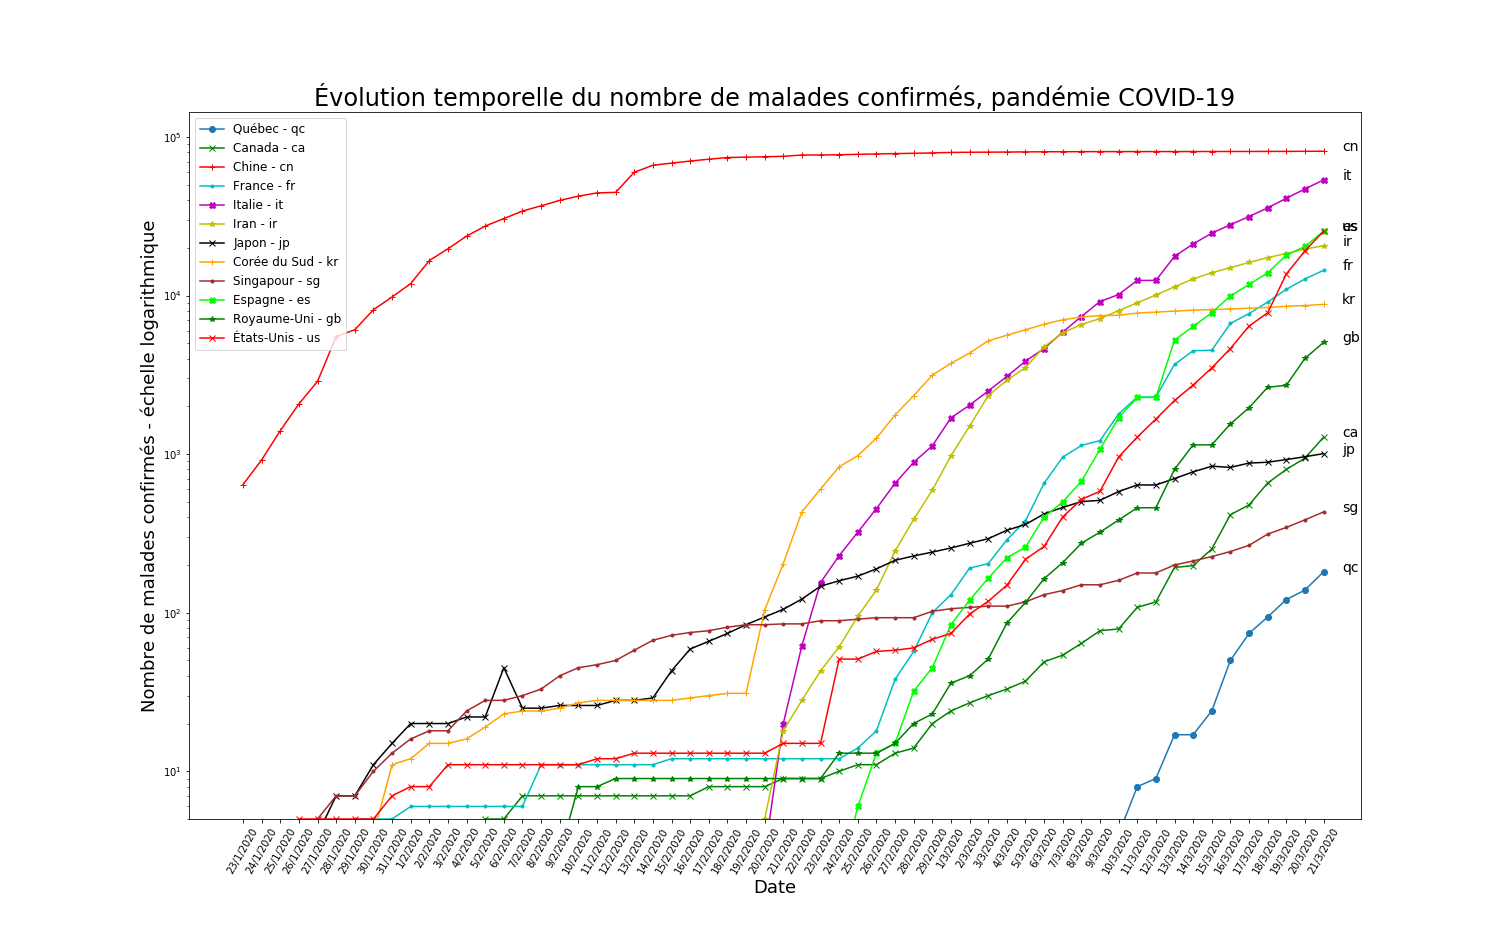 Évolution temporelle du nombre de malades confirmés, pandémie COVID-19
Nombre de malades confirmés - échelle logarithmique
10⁵
10⁴
10³
10²
10¹
Québec - qc
Canada - ca
Chine - cn
France - fr
Italie - it
Iran - ir
Japon - jp
Corée du Sud - kr
Singapour - sg
Espagne - es
Royaume-Uni - gb
États-Unis - us
cn
it
es
us
ir
fr
kr
gb
ca
jp
sg
qc
23/1/2020
24/1/2020
25/1/2020
26/1/2020
27/1/2020
28/1/2020
29/1/2020
30/1/2020
31/1/2020
1/2/2020
22/2/2020
3/2/2020
4/2/2020
5/2/2020
6/2/2020
7/2/2020
8/2/2020
9/2/2020
10/2/2020
11/2/2020
12/2/2020
13/2/2020
14/2/2020
15/2/2020
16/2/2020
17/2/2020
18/2/2020
19/2/2020
20/2/2020
21/2/2020
22/2/2020
23/2/2020
24/2/2020
25/2/2020
26/2/2020
27/2/2020
28/2/2020
29/2/2020
1/3/2020
2/3/2020
3/3/2020
4/3/2020
5/3/2020
6/3/2020
7/3/2020
8/3/2020
9/3/2020
10/3/2020
11/3/2020
12/3/2020
13/3/2020
14/3/2020
15/3/2020
16/3/2020
17/3/2020
18/3/2020
19/3/2020
20/3/2020
21/3/2020
Date